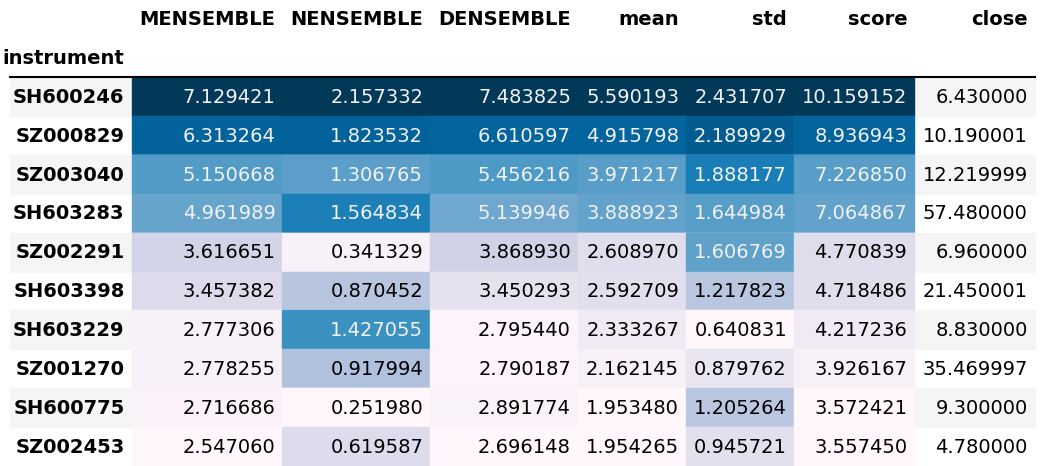 MENSEMBLE NENSEMBLE DENSEMBLE mean std score close
instrument
SH600246 7.129421 2.157332 7.483825 5.590193 2.431707 10.159152 6.430000
SZ000829 6.313264 1.823532 6.610597 4.915798 2.189929 8.936943 10.190001
SZ003040 5.150668 1.306765 5.456216 3.971217 1.888177 7.226850 12.219999
SH603283 4.961989 1.564834 5.139946 3.888923 1.644984 7.064867 57.480000
SZ002291 3.616651 0.341329 3.868930 2.608970 1.606769 4.770839 6.960000
SH603398 3.457382 0.870452 3.450293 2.592709 1.217823 4.718486 21.450001
SH603229 2.777306 1.427055 2.795440 2.333267 0.640831 4.217236 8.830000
SZ001270 2.778255 0.917994 2.790187 2.162145 0.879762 3.926167 35.469997
SH600775 2.716686 0.251980 2.891774 1.953480 1.205264 3.572421 9.300000
SZ002453 2.547060 0.619587 2.696148 1.954265 0.945721 3.557450 4.780000